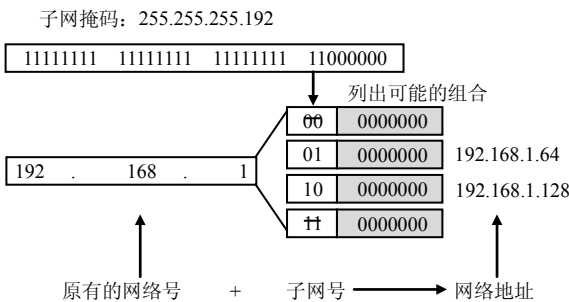 子网掩码：255.255.255.192
11111111 11111111 11111111 11000000
列出可能的组合
00 0000000
01 0000000 192.168.1.64
192 . 168 . 1
10 0000000 192.168.1.128
11 0000000
原有的网络号 + 子网号 网络地址